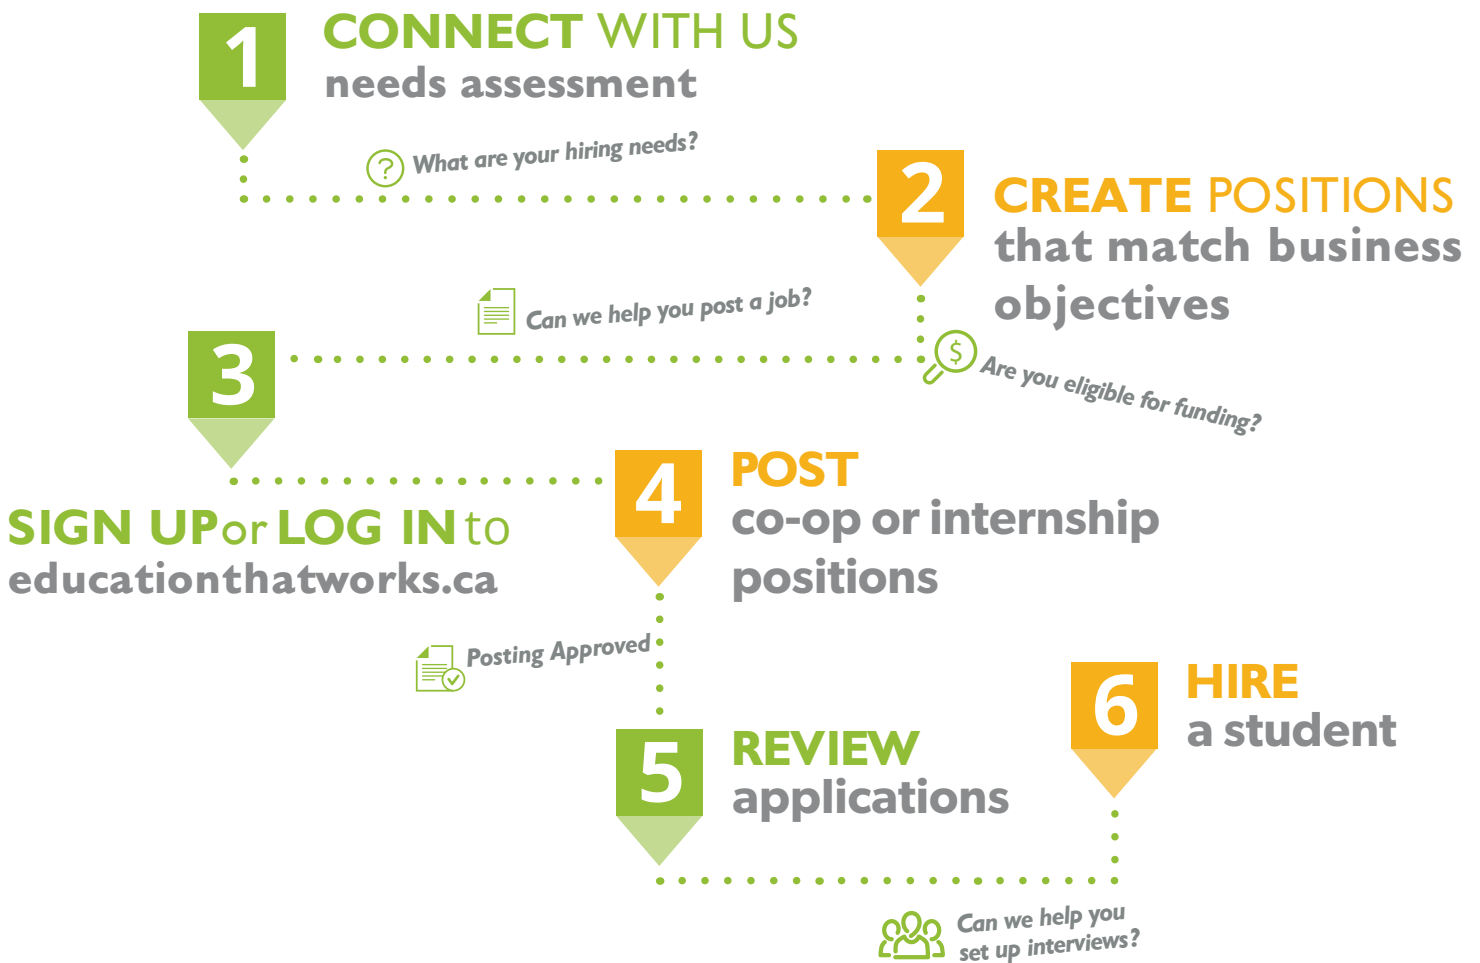 1
CONNECT WITH US
needs assessment
? What are your hiring needs?
2
CREATE POSITIONS
that match business
objectives
Can we help you post a job?
$ Are you eligible for funding?
3
SIGN UP or LOG IN to
educationthatworks.ca
4
POST
co-op or internship
positions
Posting Approved
5
REVIEW
applications
6
HIRE
a student
Can we help you
set up interviews?